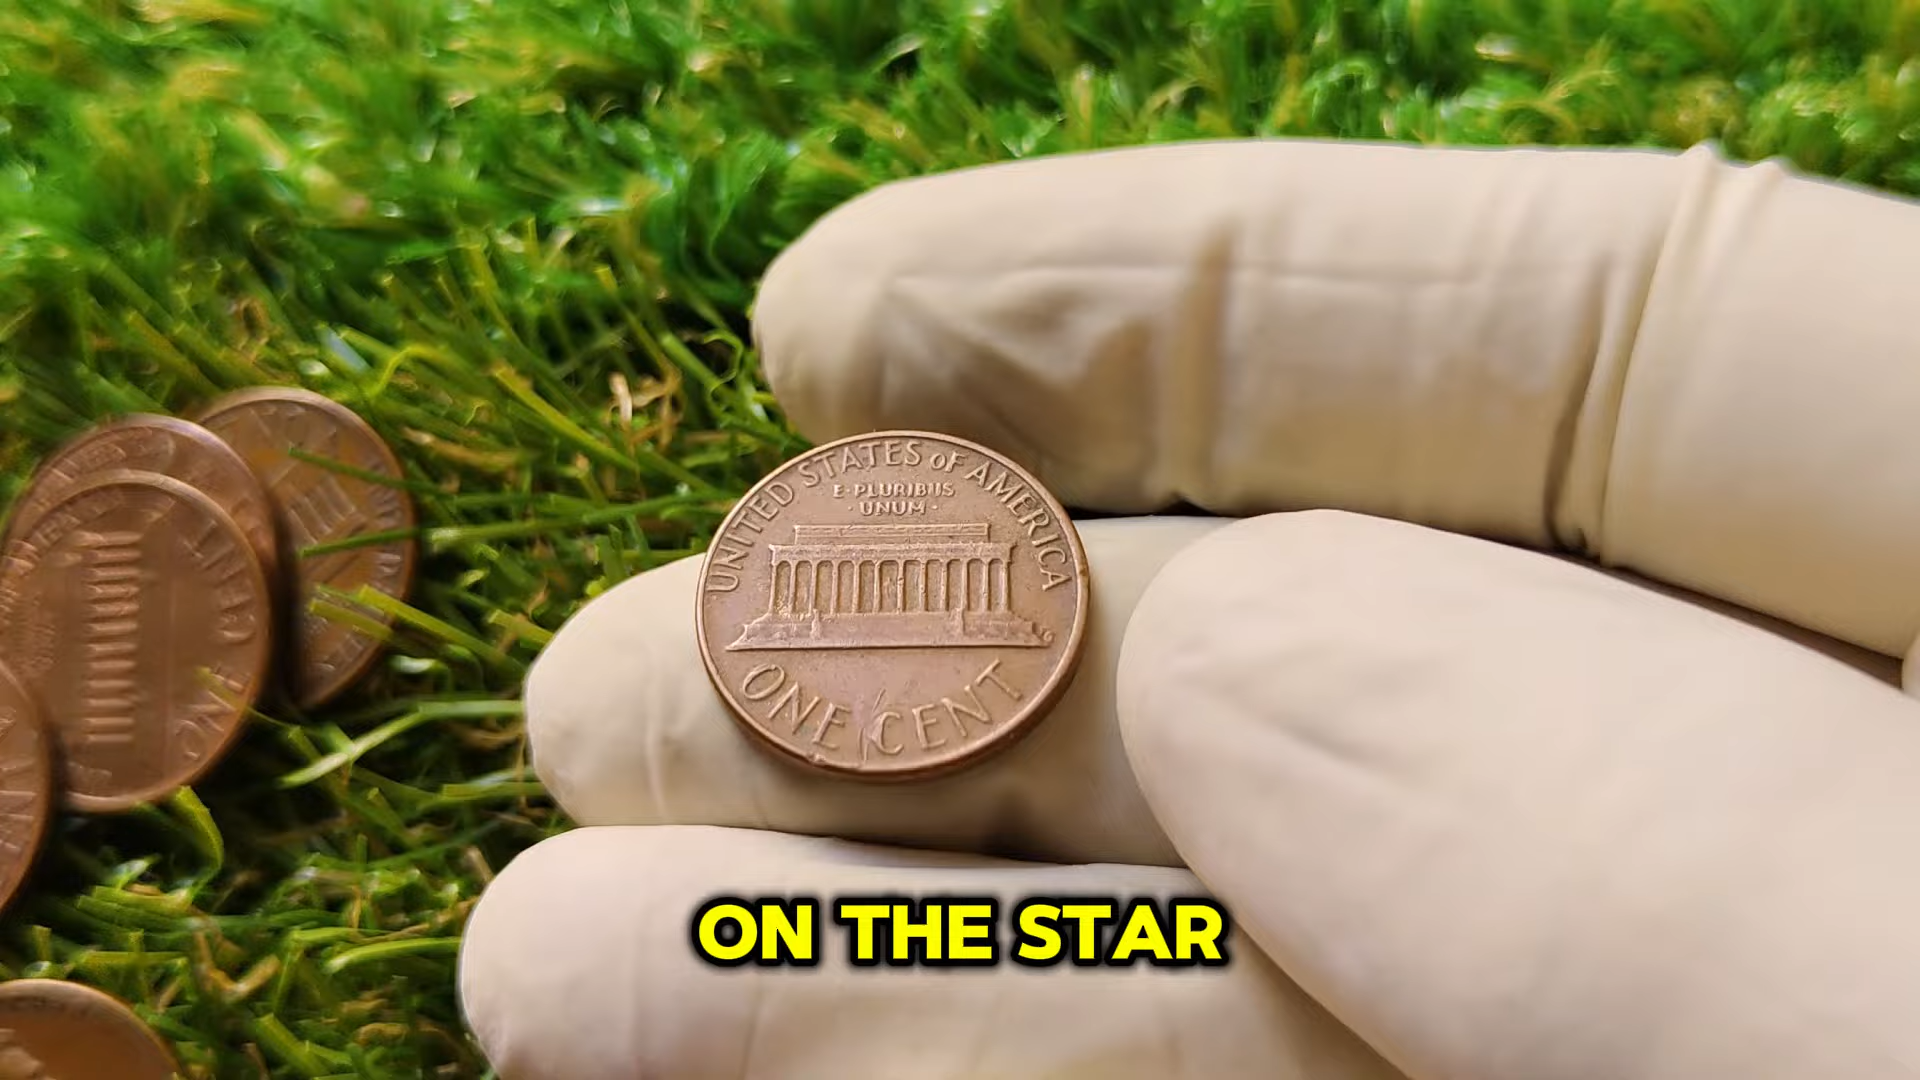 UNITED STATES OF AMERICA
E·PLURIBUS
·UNUM·
ONE CENT
ON THE STAR